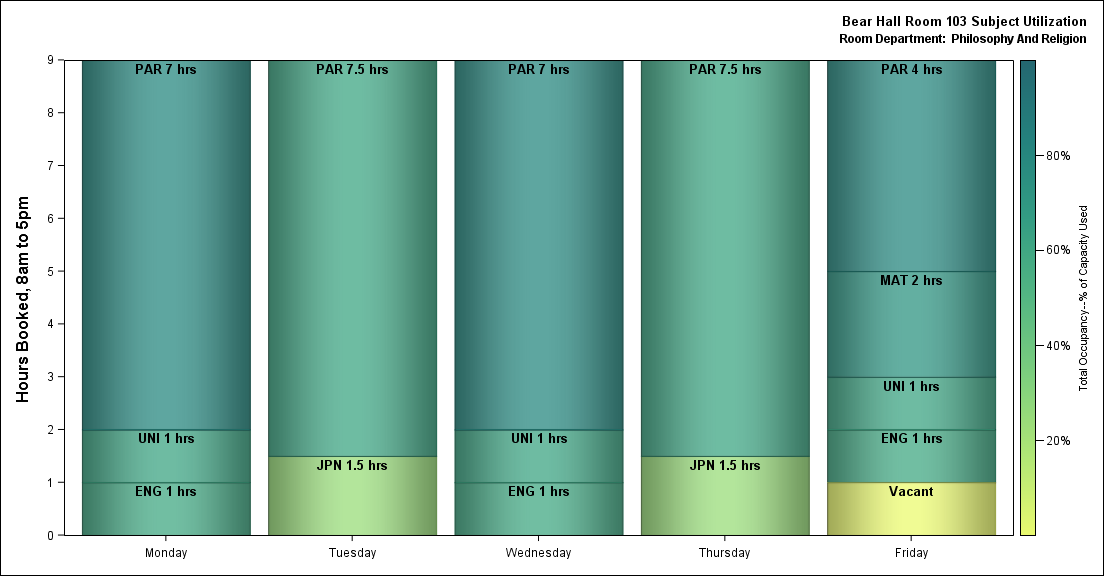 Bear Hall Room 103 Subject Utilization
Room Department: Philosophy And Religion
Hours Booked, 8am to 5pm
9
8
7
6
5
4
3
2
1
0
PAR 7 hrs
UNI 1 hrs
ENG 1 hrs
PAR 7.5 hrs
JPN 1.5 hrs
PAR 7 hrs
UNI 1 hrs
ENG 1 hrs
PAR 7.5 hrs
JPN 1.5 hrs
PAR 4 hrs
MAT 2 hrs
UNI 1 hrs
ENG 1 hrs
Vacant
Monday
Tuesday
Wednesday
Thursday
Friday
80%
60%
40%
20%
Total Occupancy--% of Capacity Used